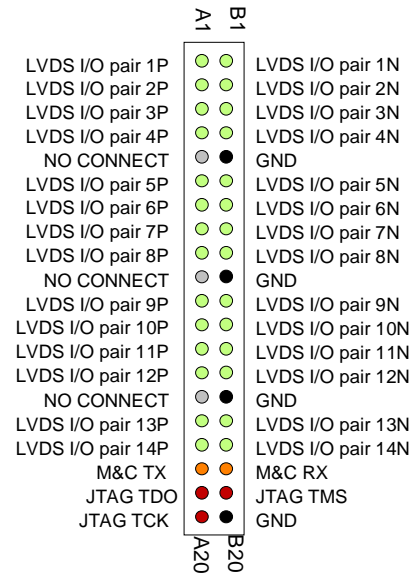 A1 B1
LVDS I/O pair 1P LVDS I/O pair 1N
LVDS I/O pair 2P LVDS I/O pair 2N
LVDS I/O pair 3P LVDS I/O pair 3N
LVDS I/O pair 4P LVDS I/O pair 4N
NO CONNECT GND
LVDS I/O pair 5P LVDS I/O pair 5N
LVDS I/O pair 6P LVDS I/O pair 6N
LVDS I/O pair 7P LVDS I/O pair 7N
LVDS I/O pair 8P LVDS I/O pair 8N
NO CONNECT GND
LVDS I/O pair 9P LVDS I/O pair 9N
LVDS I/O pair 10P LVDS I/O pair 10N
LVDS I/O pair 11P LVDS I/O pair 11N
LVDS I/O pair 12P LVDS I/O pair 12N
NO CONNECT GND
LVDS I/O pair 13P LVDS I/O pair 13N
LVDS I/O pair 14P LVDS I/O pair 14N
M&C TX M&C RX
JTAG TDO JTAG TMS
JTAG TCK GND
A20 B20